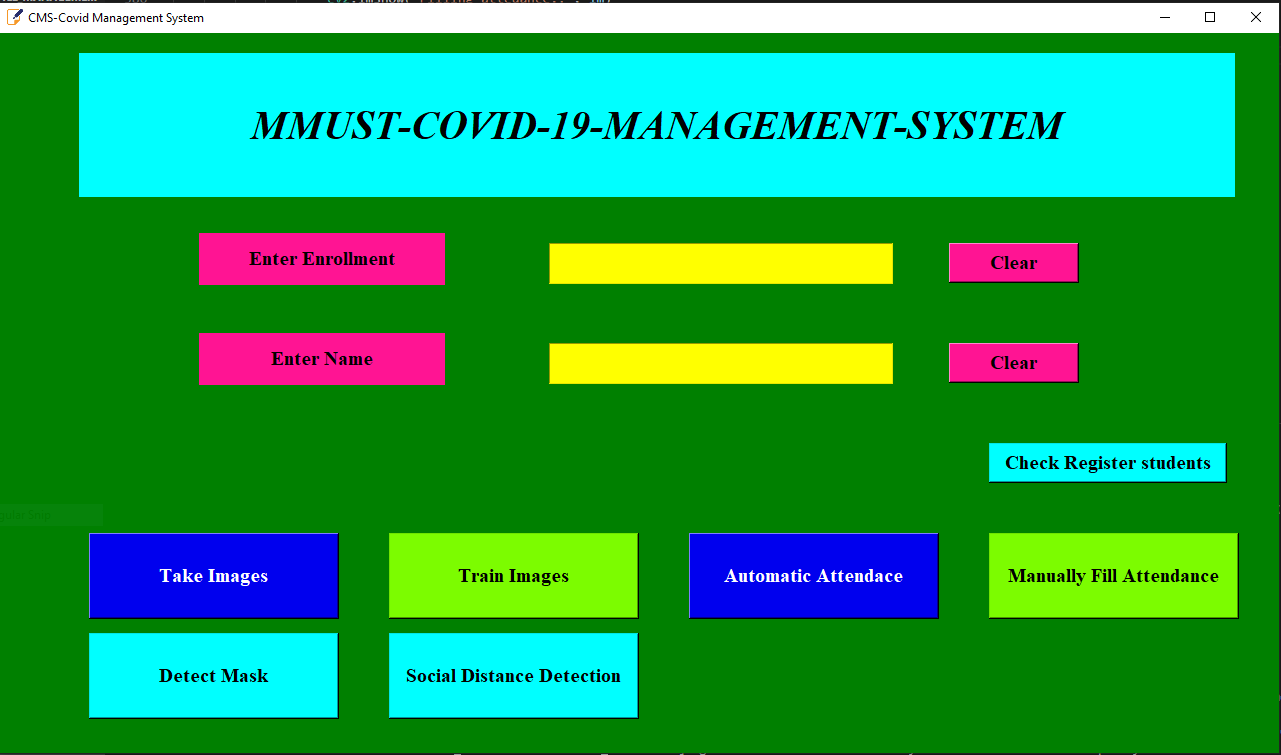 CMS-Covid Management System
MMUST-COVID-19-MANAGEMENT-SYSTEM
Enter Enrollment
Clear
Enter Name
Clear
Check Register students
Take Images
Train Images
Automatic Attendace
Manually Fill Attendance
Detect Mask
Social Distance Detection